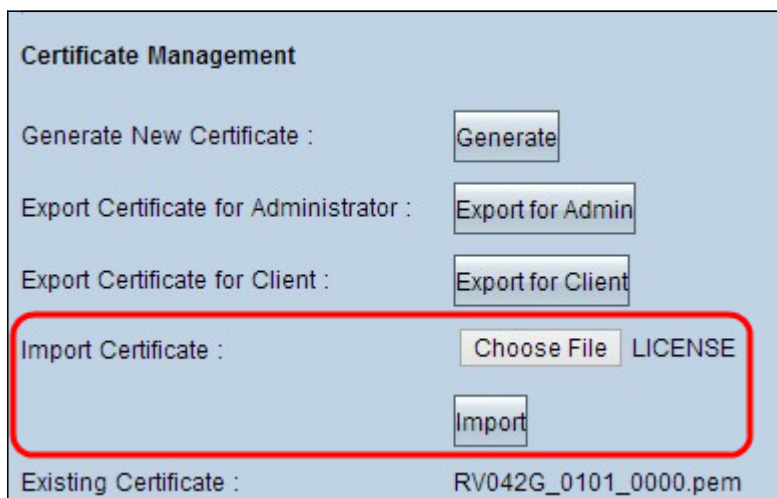 Certificate Management
Generate New Certificate : Generate
Export Certificate for Administrator : Export for Admin
Export Certificate for Client : Export for Client
Import Certificate : Choose File LICENSE
Import
Existing Certificate : RV042G_0101_0000.pem